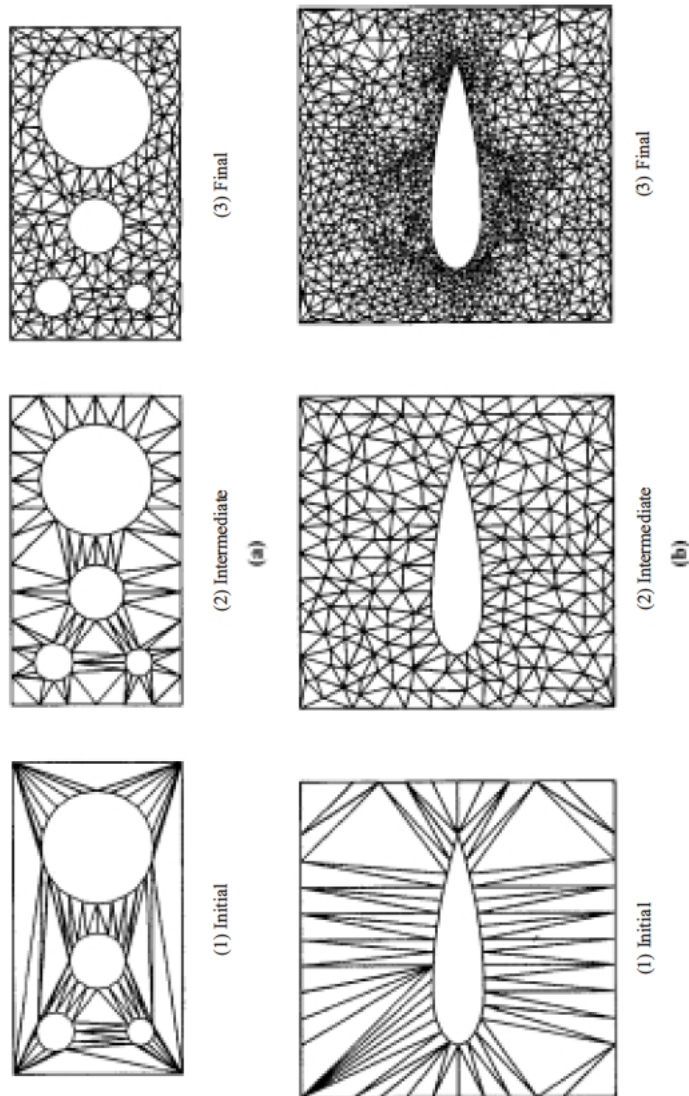 (1) Initial
(2) Intermediate
(3) Final
(a)
(1) Initial
(2) Intermediate
(3) Final
(b)